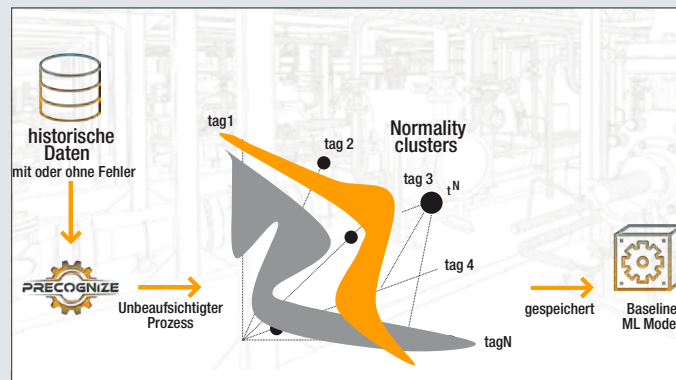 historische
Daten
mit oder ohne Fehler
PRECOGNIZE
Unbeaufsichtigter
Prozess
tag1
tag 2
Normality
clusters
tag 3
t^N
tag 4
tagN
gespeichert
Baseline
ML Mode